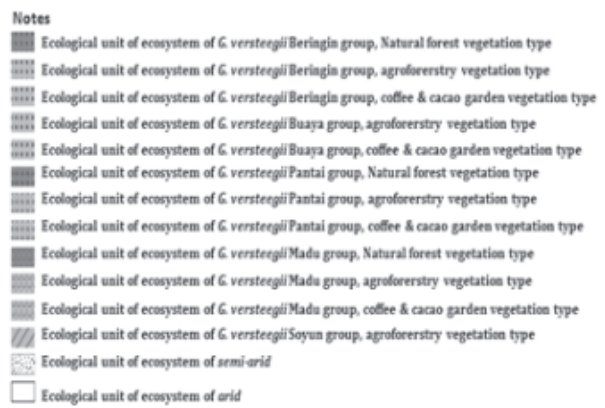 Notes
Ecological unit of ecosystem of G. versteegii Beringin group, Natural forest vegetation type
Ecological unit of ecosystem of G. versteegii Beringin group, agroforerstry vegetation type
Ecological unit of ecosystem of G. versteegii Beringin group, coffee & cacao garden vegetation type
Ecological unit of ecosystem of G. versteegii Buaya group, agroforerstry vegetation type
Ecological unit of ecosystem of G. versteegii Buaya group, coffee & cacao garden vegetation type
Ecological unit of ecosystem of G. versteegii Pantai group, Natural forest vegetation type
Ecological unit of ecosystem of G. versteegii Pantai group, agroforerstry vegetation type
Ecological unit of ecosystem of G. versteegii Pantai group, coffee & cacao garden vegetation type
Ecological unit of ecosystem of G. versteegii Madu group, Natural forest vegetation type
Ecological unit of ecosystem of G. versteegii Madu group, agroforerstry vegetation type
Ecological unit of ecosystem of G. versteegii Madu group, coffee & cacao garden vegetation type
Ecological unit of ecosystem of G. versteegii Soyun group, agroforerstry vegetation type
Ecological unit of ecosystem of semi-arid
Ecological unit of ecosystem of arid